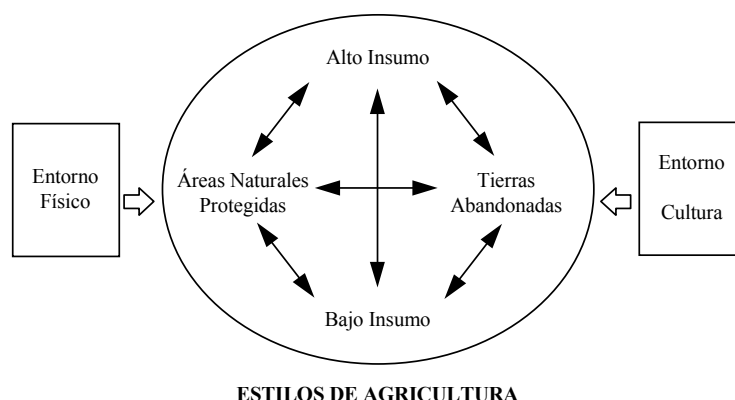 Alto Insumo
Entorno
Físico
Áreas Naturales
Protegidas
Tierras
Abandonadas
Entorno
Cultura
Bajo Insumo
ESTILOS DE AGRICULTURA